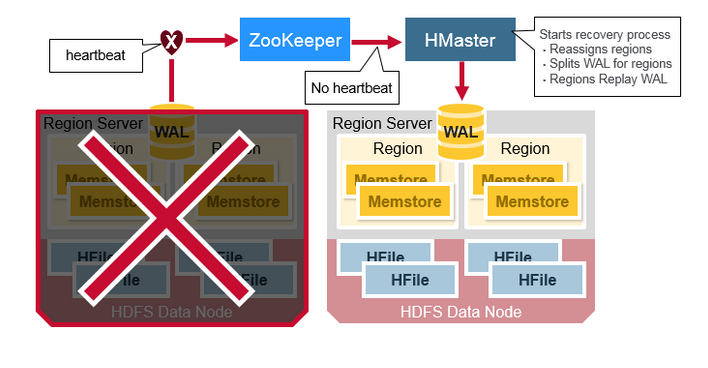 heartbeat
X
ZooKeeper
No heartbeat
HMaster
Starts recovery process
· Reassigns regions
· Splits WAL for regions
· Regions Replay WAL
Region Server
WAL
Region
Region
Memstore
Memstore
Memstore
Memstore
HFile
HFile
HFile
HFile
HDFS Data Node
Region Server
WAL
Region
Region
Memstore
Memstore
Memstore
Memstore
HFile
HFile
HFile
HFile
HDFS Data Node